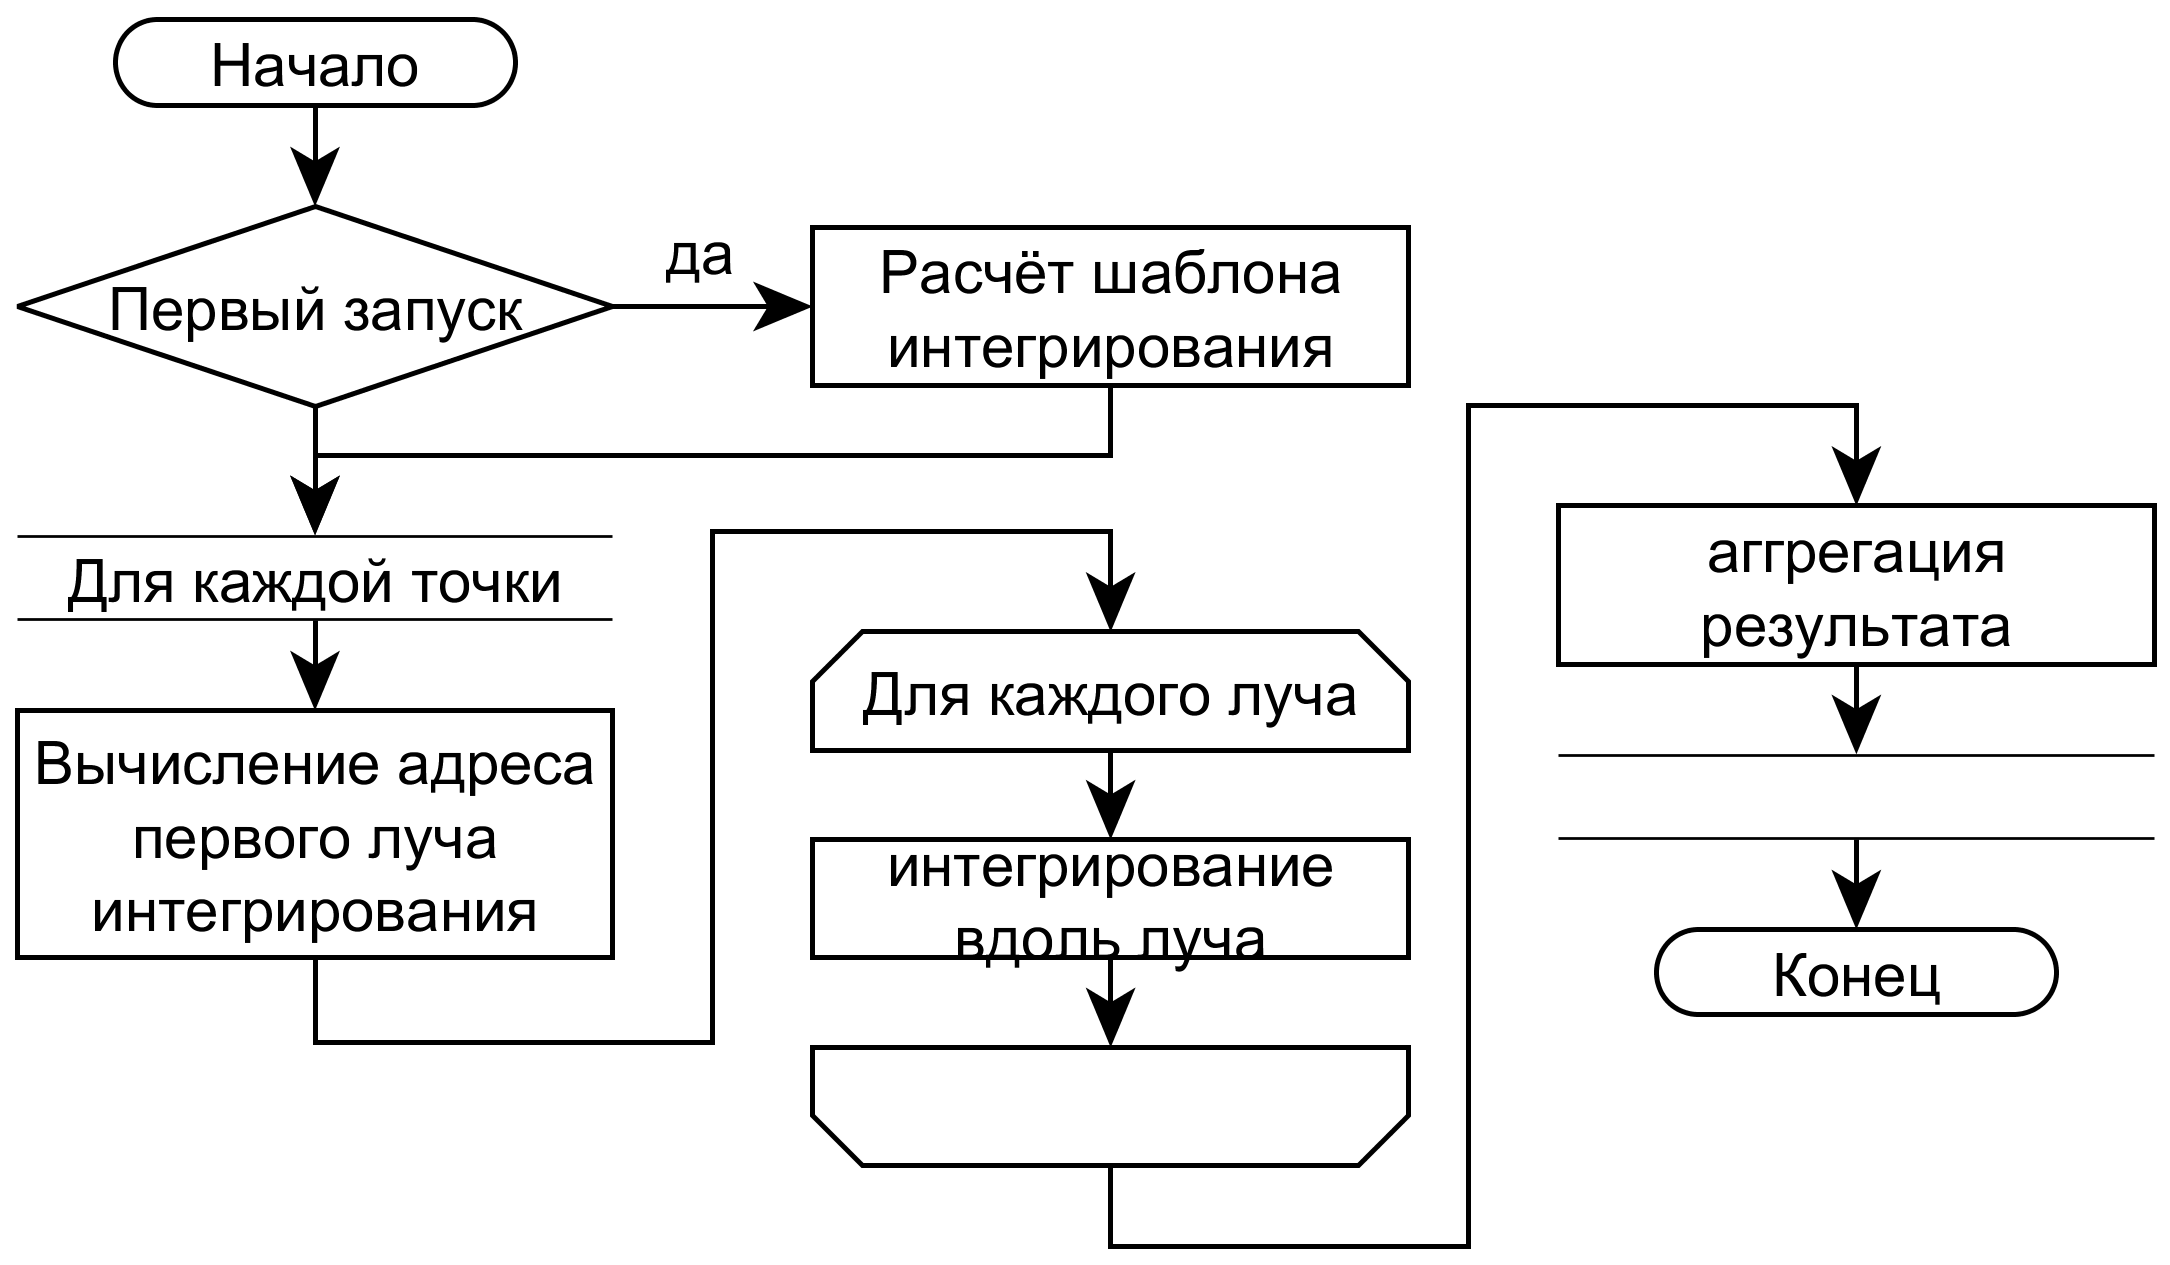 Начало
Первый запуск
да
Расчёт шаблона
интегрирования
Для каждой точки
Вычисление адреса
первого луча
интегрирования
Для каждого луча
интегрирование
вдоль луча
аггрегация
результата
Конец